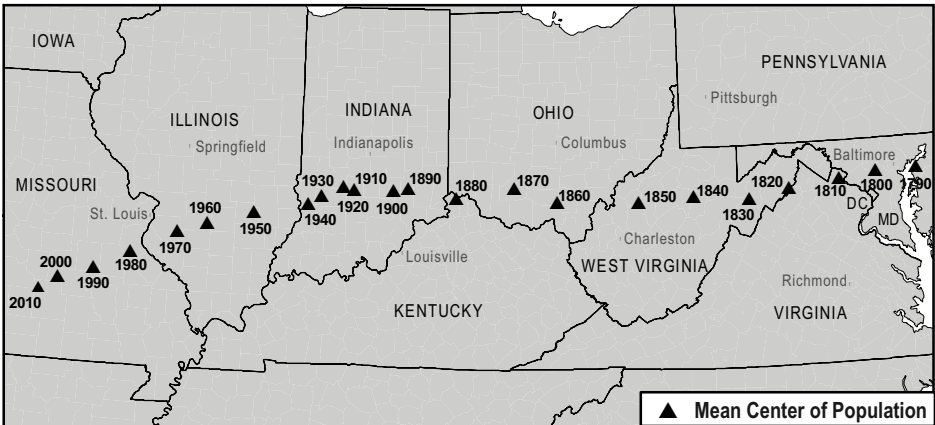 IOWA
PENNSYLVANIA
Pittsburgh
ILLINOIS
INDIANA
OHIO
Springfield
Indianapolis
Columbus
Baltimore
MISSOURI
St. Louis
1930
1910
1890
1870
1820
1800
1790
1940
1920
1900
1880
1860
1850
1840
1830
1810
DC
MD
1960
1950
1970
1980
1990
2000
2010
Louisville
Charleston
WEST VIRGINIA
Richmond
KENTUCKY
VIRGINIA
Mean Center of Population